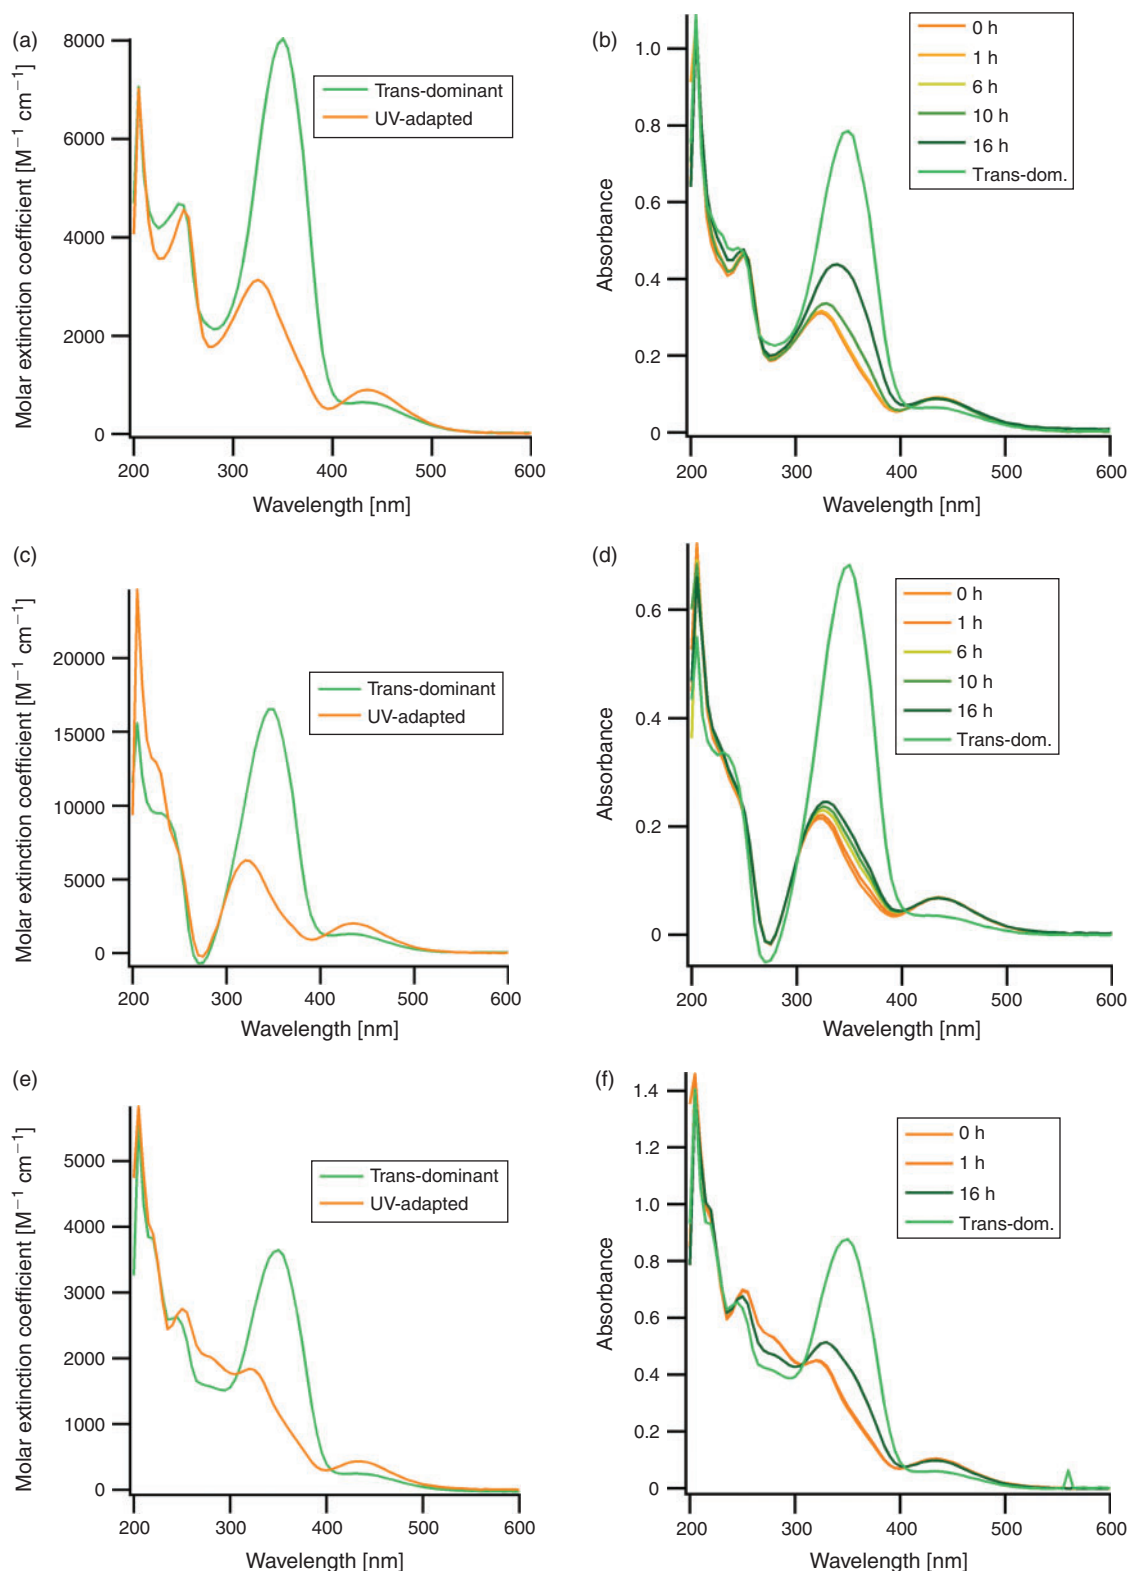 (a)
Molar extinction coefficient [M⁻¹ cm⁻¹]
8000
6000
4000
2000
0
Trans-dominant
UV-adapted
200 300 400 500 600
Wavelength [nm]
(b)
Absorbance
1.0
0.8
0.6
0.4
0.2
0
0 h
1 h
6 h
10 h
16 h
Trans-dom.
200 300 400 500 600
Wavelength [nm]
(c)
Molar extinction coefficient [M⁻¹ cm⁻¹]
20000
15000
10000
5000
0
Trans-dominant
UV-adapted
200 300 400 500 600
Wavelength [nm]
(d)
Absorbance
0.6
0.4
0.2
0
0 h
1 h
6 h
10 h
16 h
Trans-dom.
200 300 400 500 600
Wavelength [nm]
(e)
Molar extinction coefficient [M⁻¹ cm⁻¹]
5000
4000
3000
2000
1000
0
Trans-dominant
UV-adapted
200 300 400 500 600
Wavelength [nm]
(f)
Absorbance
1.4
1.2
1.0
0.8
0.6
0.4
0.2
0
0 h
1 h
16 h
Trans-dom.
200 300 400 500 600
Wavelength [nm]